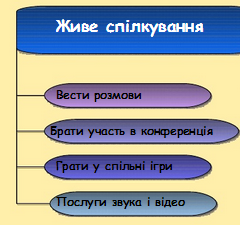 Живе спілкування
Вести розмови
Брати участь в конференція
Грати у спільні ігри
Послуги звука і відео